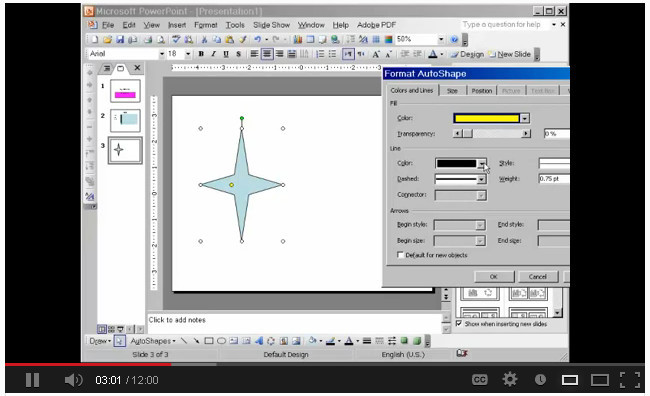 Microsoft PowerPoint - [Presentation1]
File Edit View Insert Format Tools Slide Show Window Help Adobe PDF Type a question for help
50%
Arial 18 B I U S Design New Slide
Format AutoShape
Colors and Lines Size Position Picture Text Box
Fill
Color:
Transparency: 0 %
Line
Color: Style:
Dashed: Weight: 0.75 pt
Connector:
Arrows
Begin style: End style:
Begin size: End size:
Default for new objects
OK Cancel
1
2
3
Show when inserting new slides
Click to add notes
Draw AutoShapes
Slide 3 of 3 Default Design English (U.S.)
03:01 / 12:00
CC